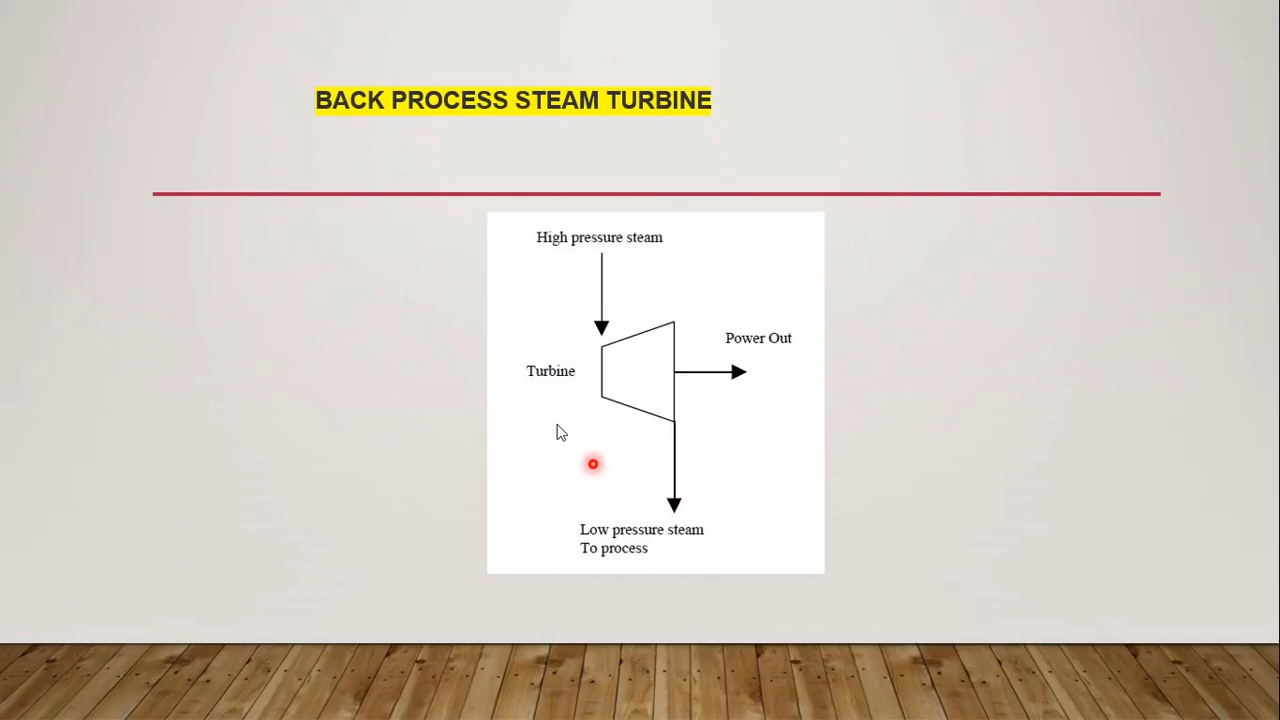 BACK PROCESS STEAM TURBINE
High pressure steam
Power Out
Turbine
Low pressure steam
To process